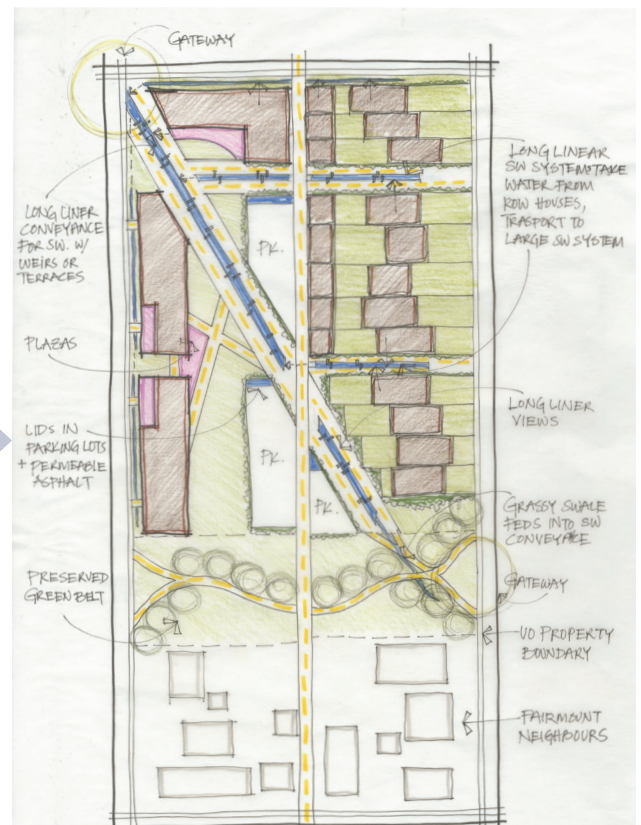 GATEWAY
LONG LINER
CONVEYANCE
FOR SW. W/
WEIRS OR
TERRACES
PLAZAS
LIDS IN
PARKING LOTS
+ PERMEABLE
ASPHALT
PRESERVED
GREEN BELT
PK.
PK.
PK.
LONG LINEAR
SW SYSTEM TAKE
WATER FROM
ROW HOUSES,
TRASPORT TO
LARGE SW SYSTEM
LONG LINER
VIEWS
GRASSY SWALE
FEDS INTO SW
CONVEYACE
GATEWAY
UO PROPERTY
BOUNDARY
FAIRMOUNT
NEIGHBOURS